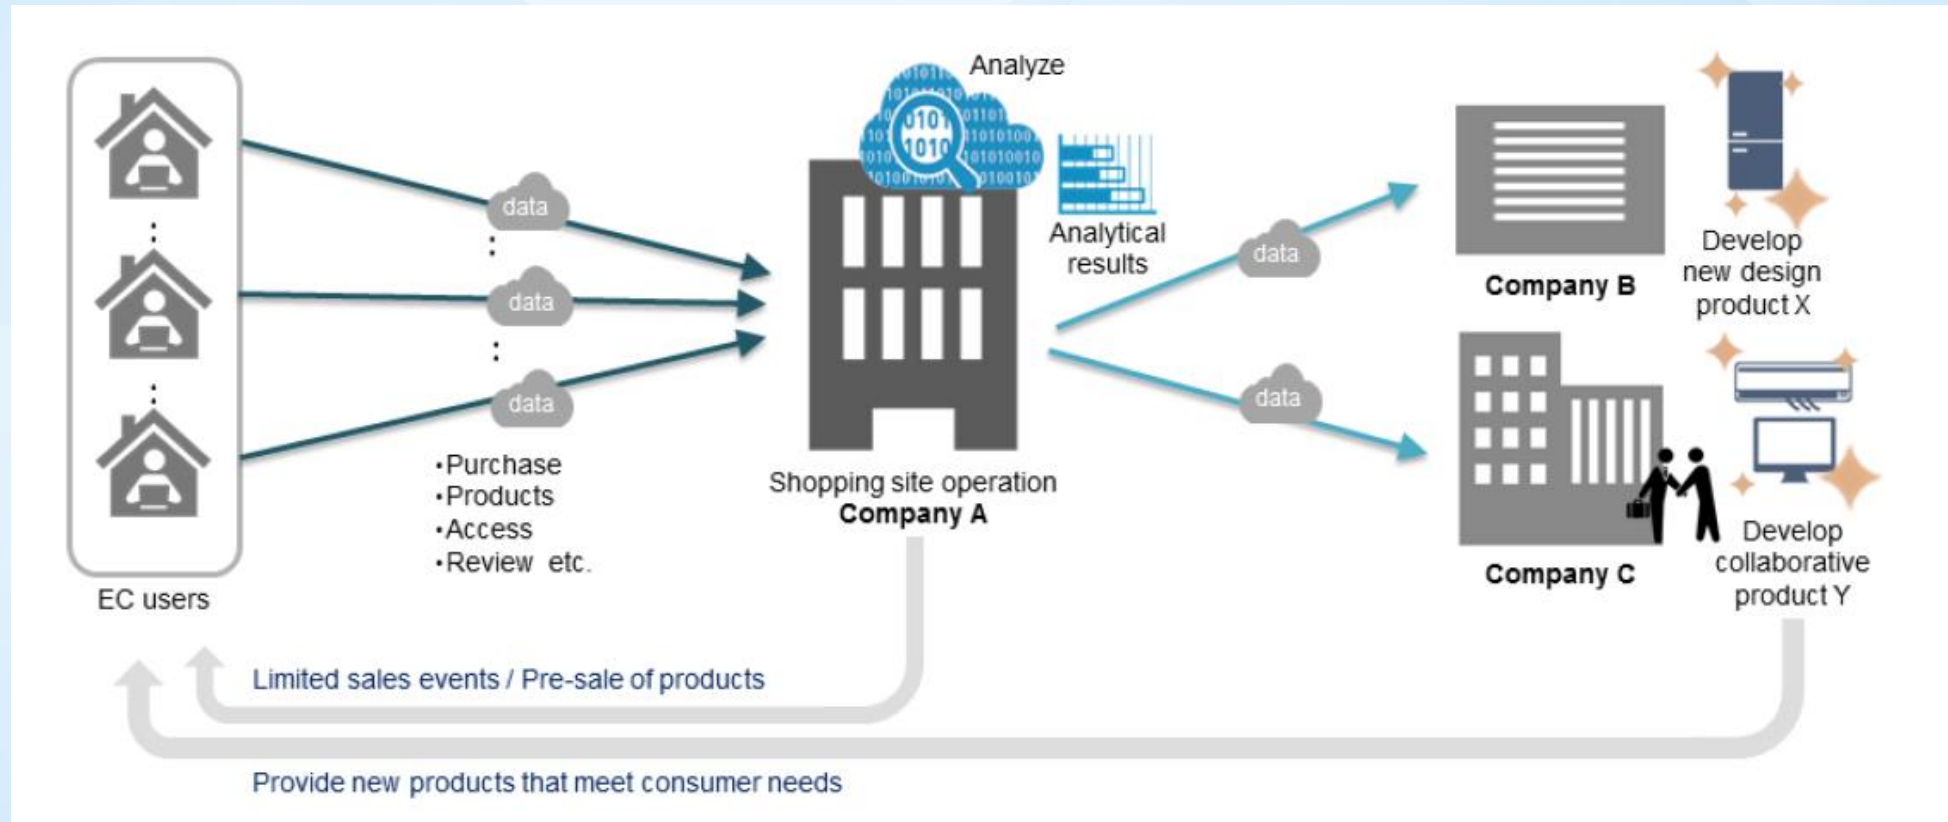 Analyze
data
data
data
・Purchase
・Products
・Access
・Review etc.
EC users
Shopping site operation
Company A
Analytical
results
data
data
Company B
Develop
new design
product X
Company C
Develop
collaborative
product Y
Limited sales events / Pre-sale of products
Provide new products that meet consumer needs